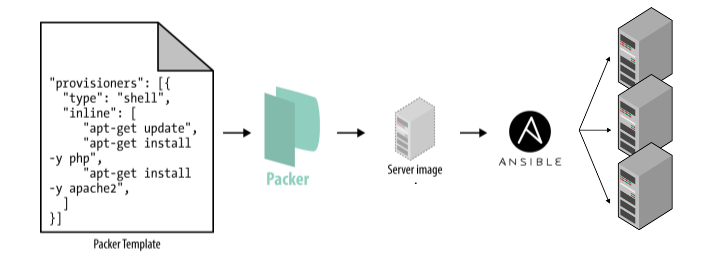 "provisioners": [{
"type": "shell",
"inline": [
"apt-get update",
"apt-get install
-y php",
"apt-get install
-y apache2",
]
}]
Packer Template
Packer
Server image
ANSIBLE